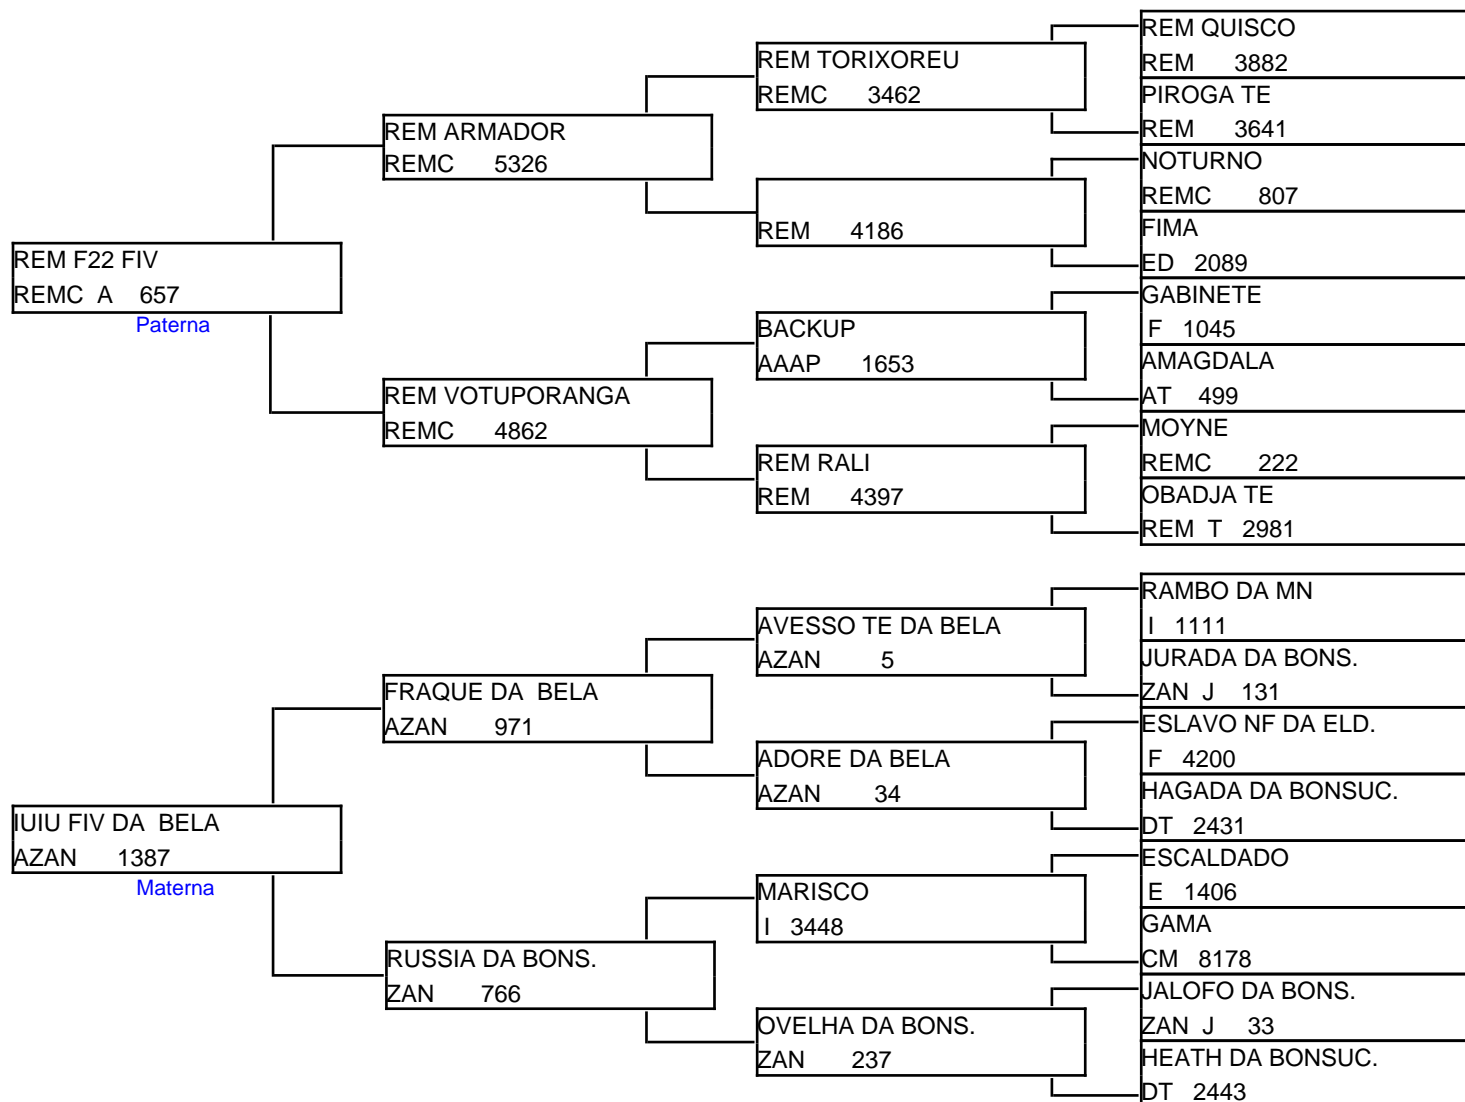 REM F22 FIV
REMC A 657
Paterna
REM ARMADOR
REMC 5326
REM VOTUPORANGA
REMC 4862
REM TORIXOREU
REMC 3462
REM 4186
BACKUP
AAAP 1653
REM RALI
REM 4397
REM QUISCO
REM 3882
PIROGA TE
REM 3641
NOTURNO
REMC 807
FIMA
ED 2089
GABINETE
F 1045
AMAGDALA
AT 499
MOYNE
REMC 222
OBADJA TE
REM T 2981
IUIU FIV DA BELA
AZAN 1387
Materna
FRAQUE DA BELA
AZAN 971
RUSSIA DA BONS.
ZAN 766
AVESSO TE DA BELA
AZAN 5
ADORE DA BELA
AZAN 34
MARISCO
I 3448
OVELHA DA BONS.
ZAN 237
RAMBO DA MN
I 1111
JURADA DA BONS.
ZAN J 131
ESLAVO NF DA ELD.
F 4200
HAGADA DA BONSUC.
DT 2431
ESCALDADO
E 1406
GAMA
CM 8178
JALOFO DA BONS.
ZAN J 33
HEATH DA BONSUC.
DT 2443